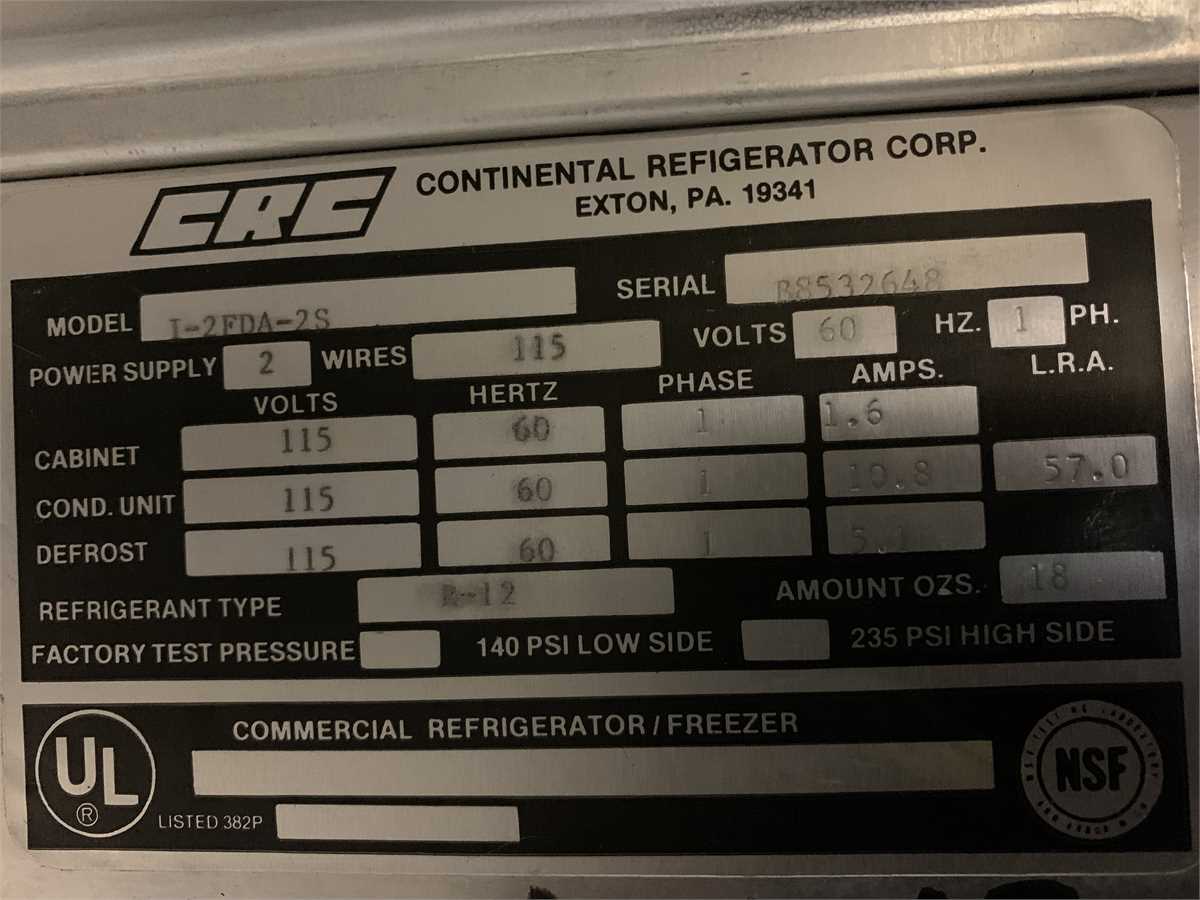 CRC
CONTINENTAL REFIGERATOR CORP.
EXTON, PA. 19341
MODEL I-2FDA-2S SERIAL B8532648
POWER SUPPLY 2 WIRES 115 VOLTS 60 HZ. 1 PH.
VOLTS HERTZ PHASE AMPS. L.R.A.
CABINET 115 60 1 1.6
COND. UNIT 115 60 1 10.8 57.0
DEFROST 115 60 1 5.1
REFRIGERANT TYPE R-12 AMOUNT OZS. 18
FACTORY TEST PRESSURE 140 PSI LOW SIDE 235 PSI HIGH SIDE
COMMERCIAL REFRIGERATOR/FREEZER
UL ®
LISTED 382P
NSF